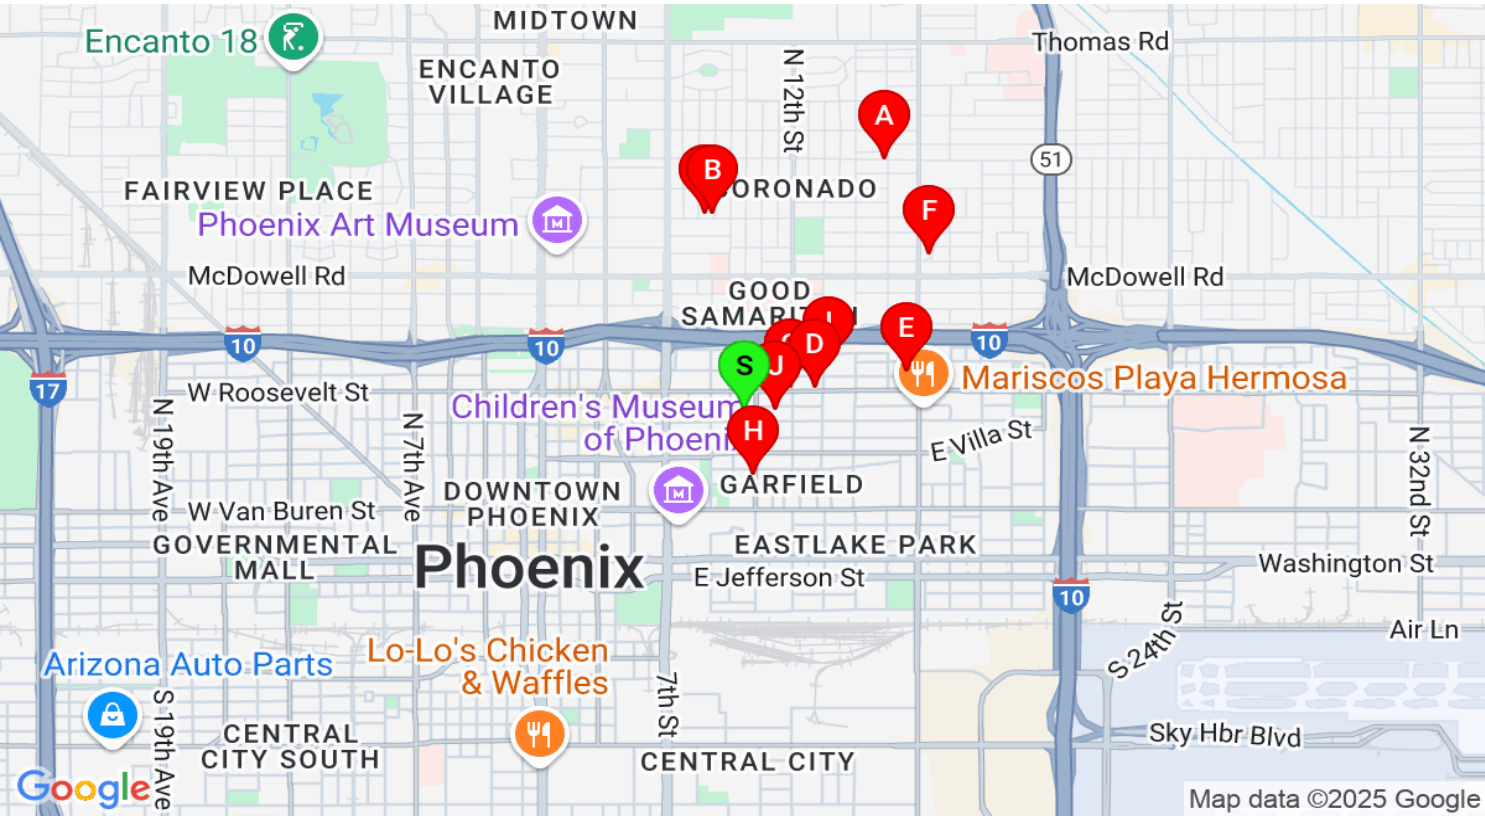 MIDTOWN
Encanto 18
Thomas Rd
ENCANTO
VILLAGE
N 12th St
A
51
B
FAIRVIEW PLACE
ORONADO
F
Phoenix Art Museum
McDowell Rd
McDowell Rd
GOOD
SAMARIT
E
10
10
D
10
S
J
17
W Roosevelt St
Mariscos Playa Hermosa
Children's Museum
of Phoeni
H
N 19th Ave
N 7th Ave
E Villa St
N 32nd St
GARFIELD
DOWNTOWN
PHOENIX
W Van Buren St
GOVERNMENTAL
MALL
EASTLAKE PARK
Phoenix
E Jefferson St
Washington St
10
Air Ln
S 24th St
Lo-Lo's Chicken
& Waffles
Arizona Auto Parts
7th St
S 19th Ave
CENTRAL
CITY SOUTH
Sky Hbr Blvd
CENTRAL CITY
Google
Map data ©2025 Google